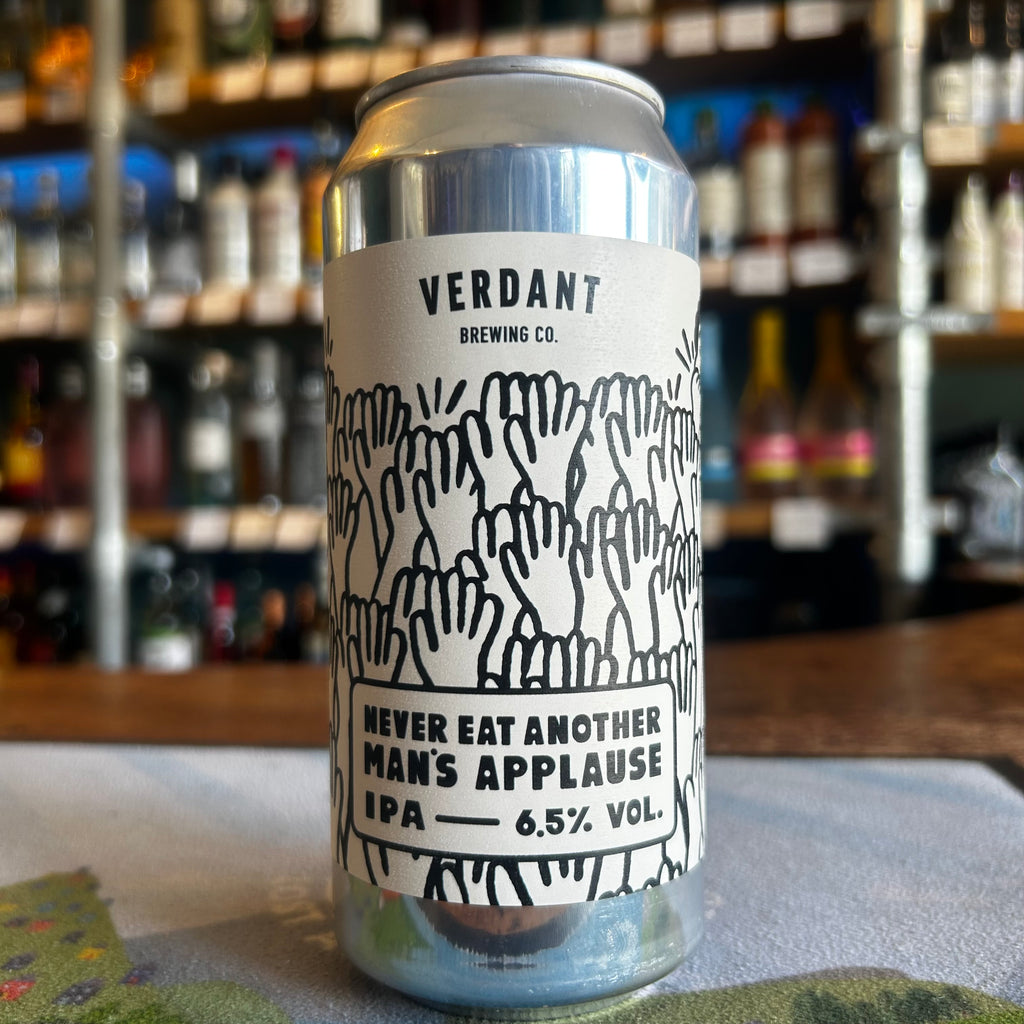 VERDANT
BREWING CO.
NEVER EAT ANOTHER
MAN'S APPLAUSE
IPA — 6.5% VOL.